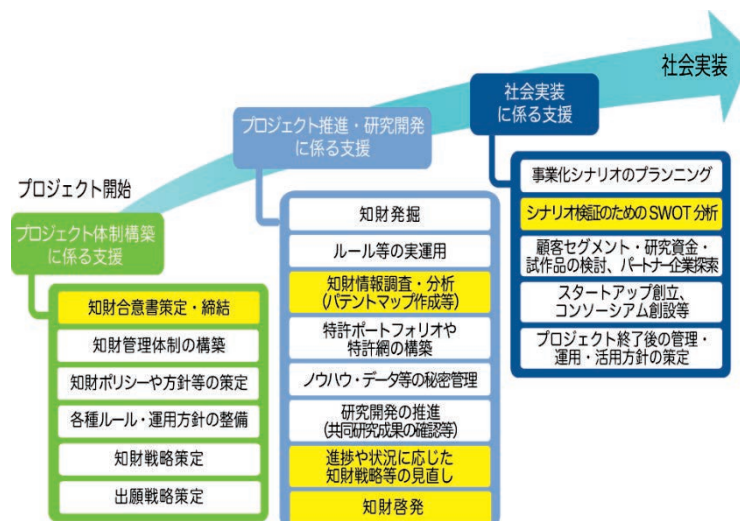 社会実装
プロジェクト開始
プロジェクト体制構築
に係る支援
知財合意書策定・締結
知財管理体制の構築
知財ポリシーや方針等の策定
各種ルール・運用方針の整備
知財戦略策定
出願戦略策定
プロジェクト推進・研究開発
に係る支援
知財発掘
ルール等の実運用
知財情報調査・分析
(パテントマップ作成等)
特許ポートフォリオや
特許網の構築
ノウハウ・データ等の秘密管理
研究開発の推進
(共同研究成果の確認等)
進捗や状況に応じた
知財戦略等の見直し
知財啓発
社会実装
に係る支援
事業化シナリオのプランニング
シナリオ検証のための SWOT 分析
顧客セグメント・研究資金・
試作品の検討、パートナー企業探索
スタートアップ創立、
コンソーシアム創設等
プロジェクト終了後の管理・
運用・活用方針の策定